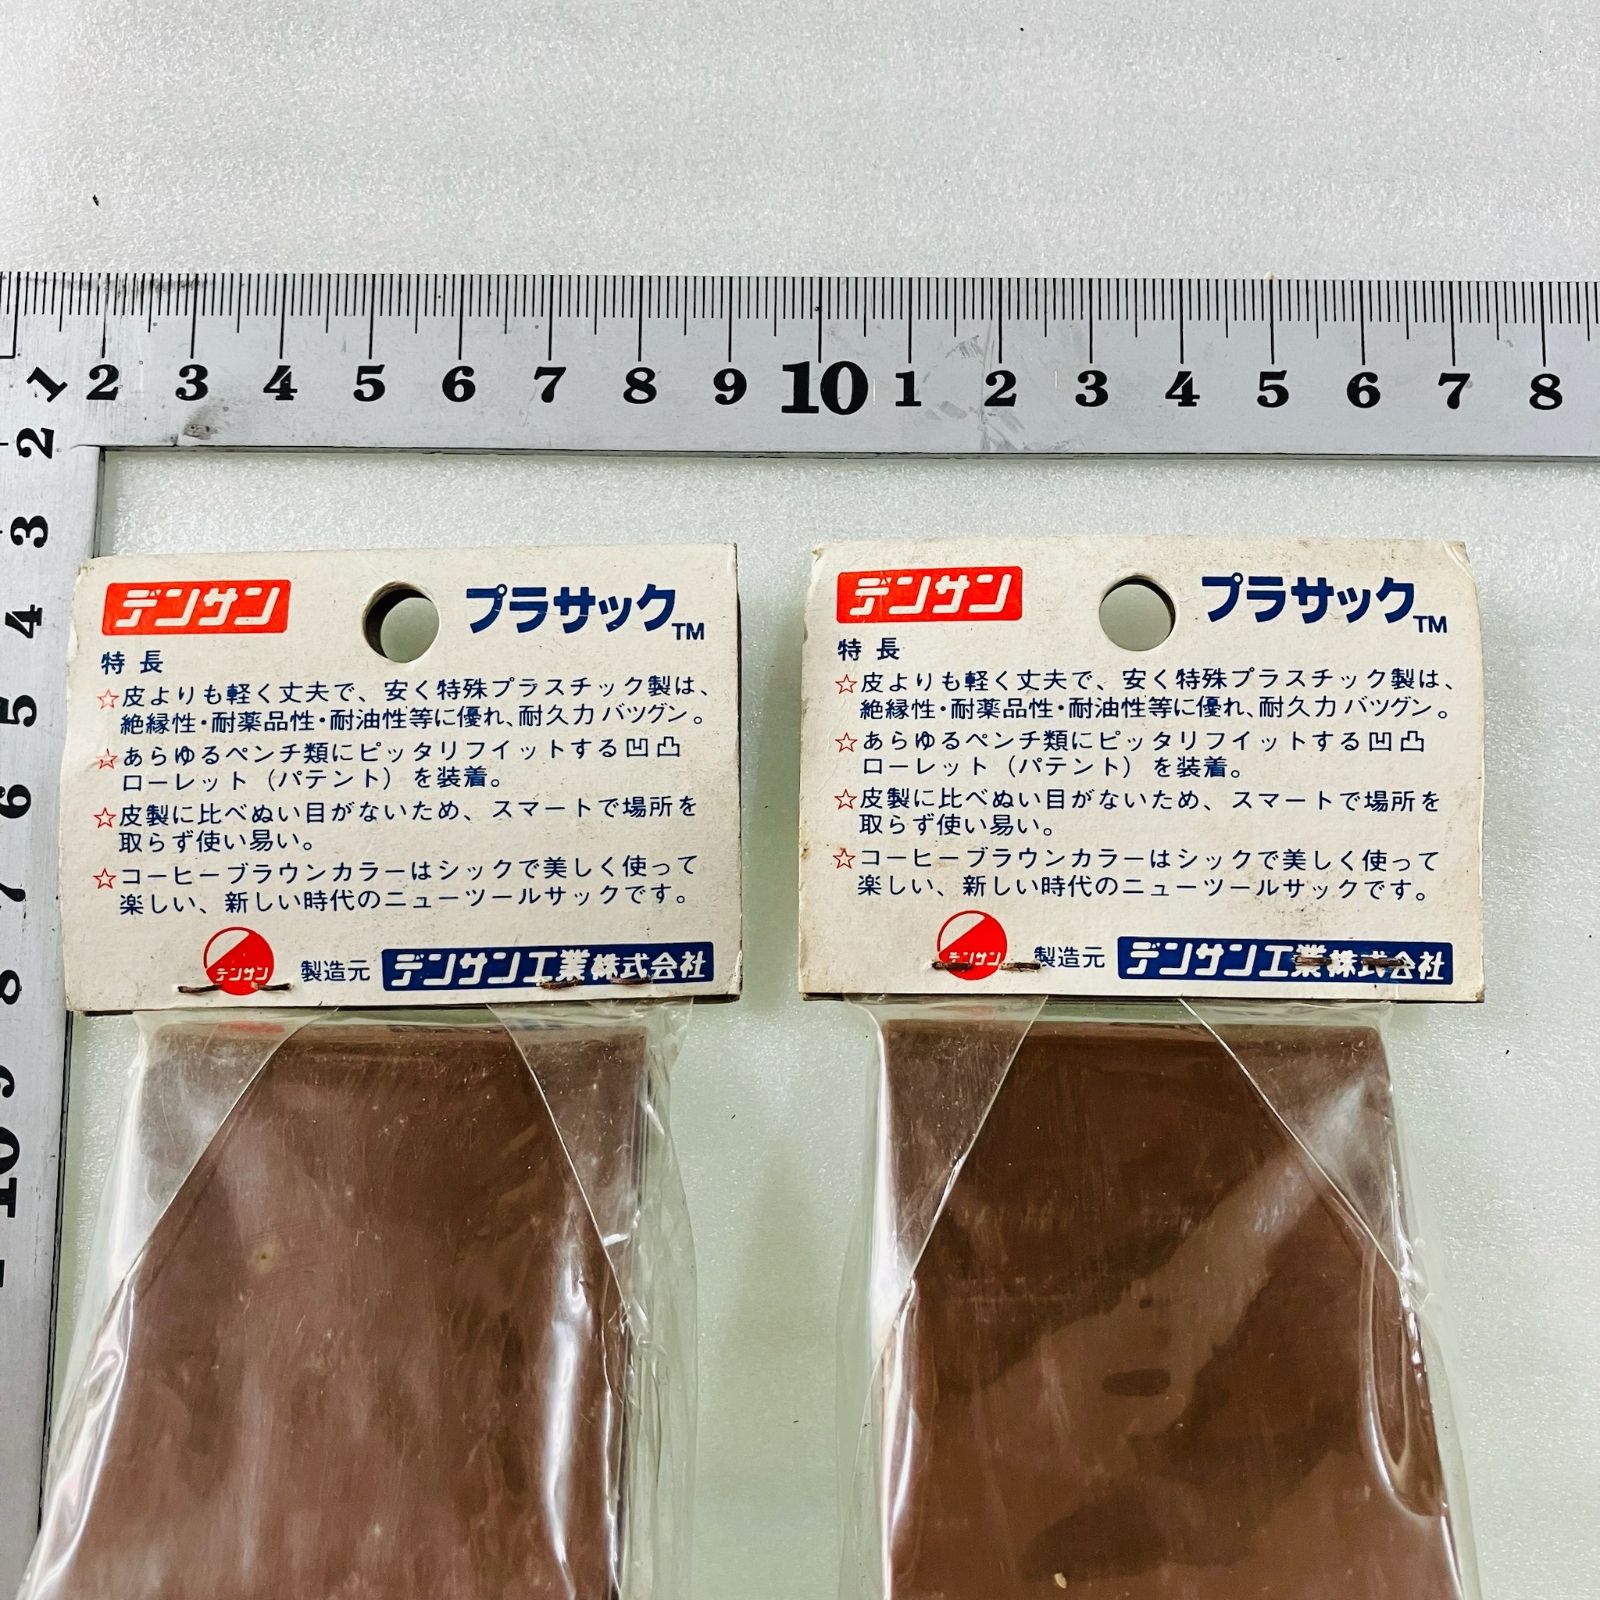 1 2 3 4 5 6 7 8 9 10 1 2 3 4 5 6 7 8
2
3
4
5
6
7
8
9
10
デンサン プラサックTM
特長
☆皮よりも軽く丈夫で、安く特殊プラスチック製は、
絶縁性・耐薬品性・耐油性等に優れ、耐久力バツグン。
☆あらゆるペンチ類にピッタリフイットする凹凸
ローレット（パテント）を装着。
☆皮製に比べぬい目がないため、スマートで場所を
取らず使い易い。
☆コーヒーブラウンカラーはシックで美しく使って
楽しい、新しい時代のニューツールサックです。
デンサン 製造元 デンサン工業株式会社
デンサン プラサックTM
特長
☆皮よりも軽く丈夫で、安く特殊プラスチック製は、
絶縁性・耐薬品性・耐油性等に優れ、耐久力バツグン。
☆あらゆるペンチ類にピッタリフイットする凹凸
ローレット（パテント）を装着。
☆皮製に比べぬい目がないため、スマートで場所を
取らず使い易い。
☆コーヒーブラウンカラーはシックで美しく使って
楽しい、新しい時代のニューツールサックです。
デンサン 製造元 デンサン工業株式会社